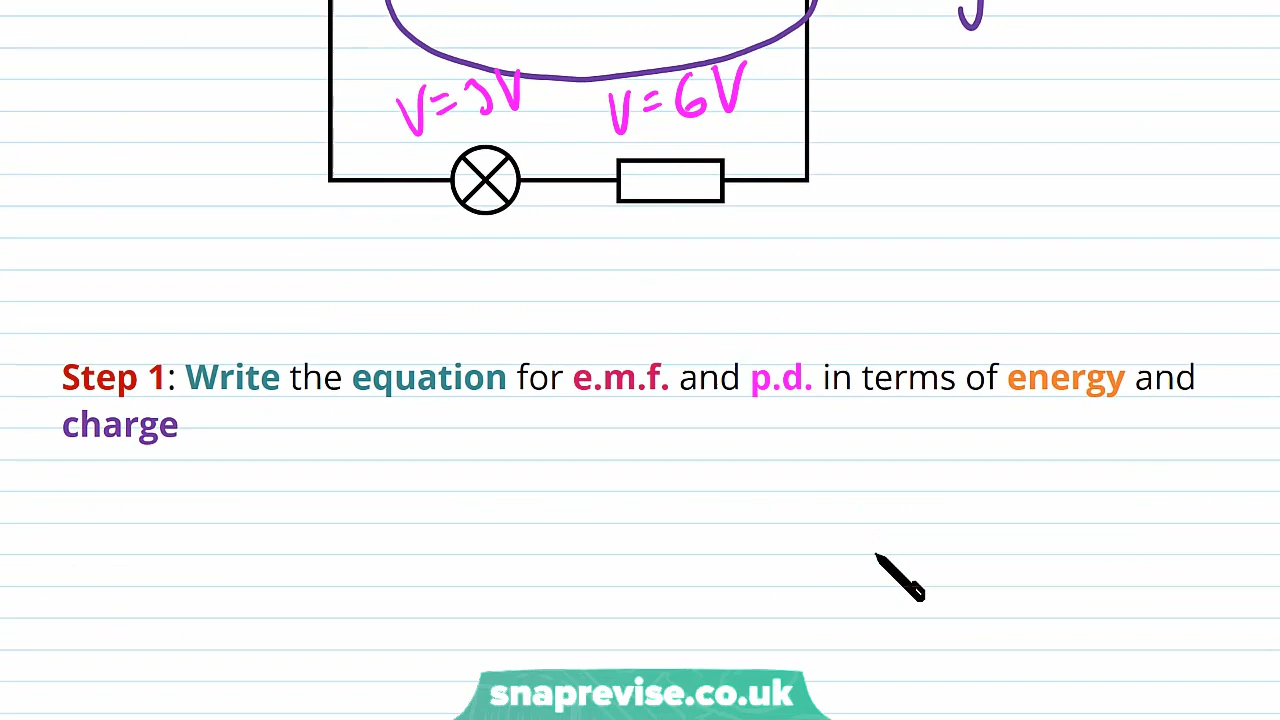 V=3V V=6V
Step 1: Write the equation for e.m.f. and p.d. in terms of energy and
charge
snaprevise.co.uk